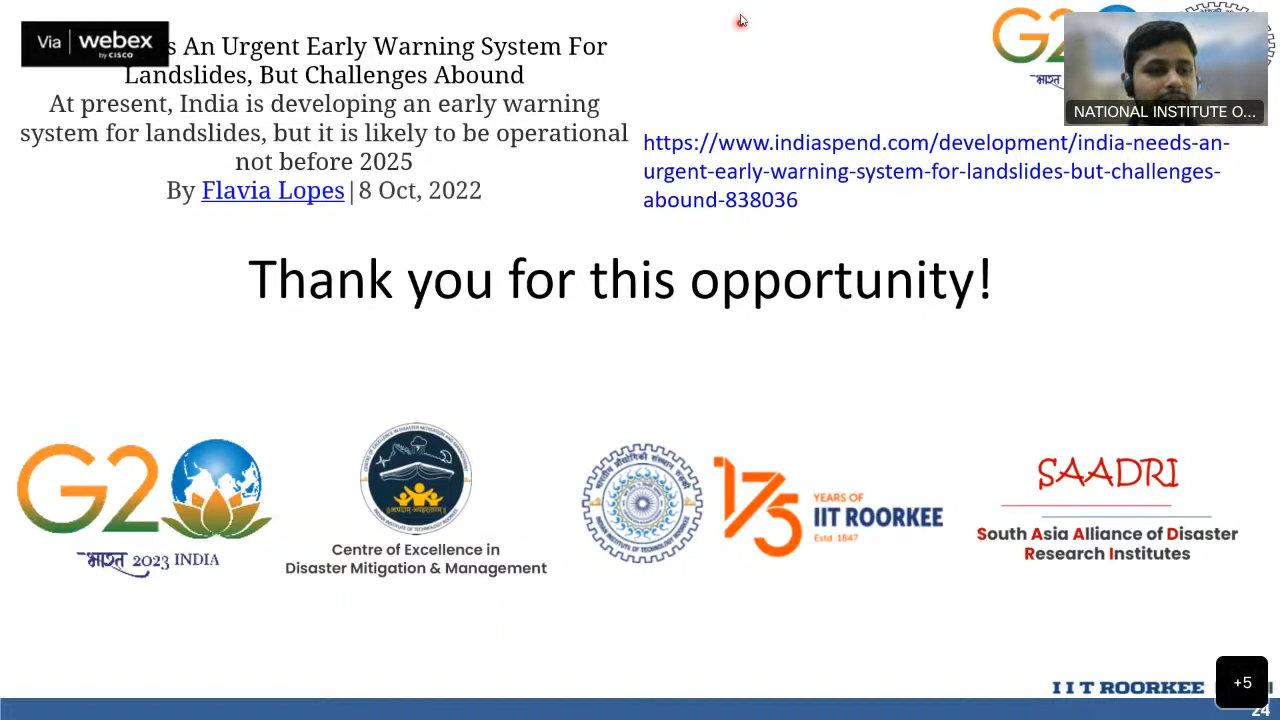 Via | webex
by CISCO
s An Urgent Early Warning System For
Landslides, But Challenges Abound
At present, India is developing an early warning
system for landslides, but it is likely to be operational
not before 2025
By Flavia Lopes|8 Oct, 2022
G2
NATIONAL INSTITUTE O...
https://www.indiaspend.com/development/india-needs-an-
urgent-early-warning-system-for-landslides-but-challenges-
abound-838036
Thank you for this opportunity!
G20
भारत 2023 INDIA
Centre of Excellence in
Disaster Mitigation & Management
175
YEARS OF
IIT ROORKEE
Estd. 1847
SAADRI
South Asia Alliance of Disaster
Research Institutes
I I T ROORKEE
+5
24